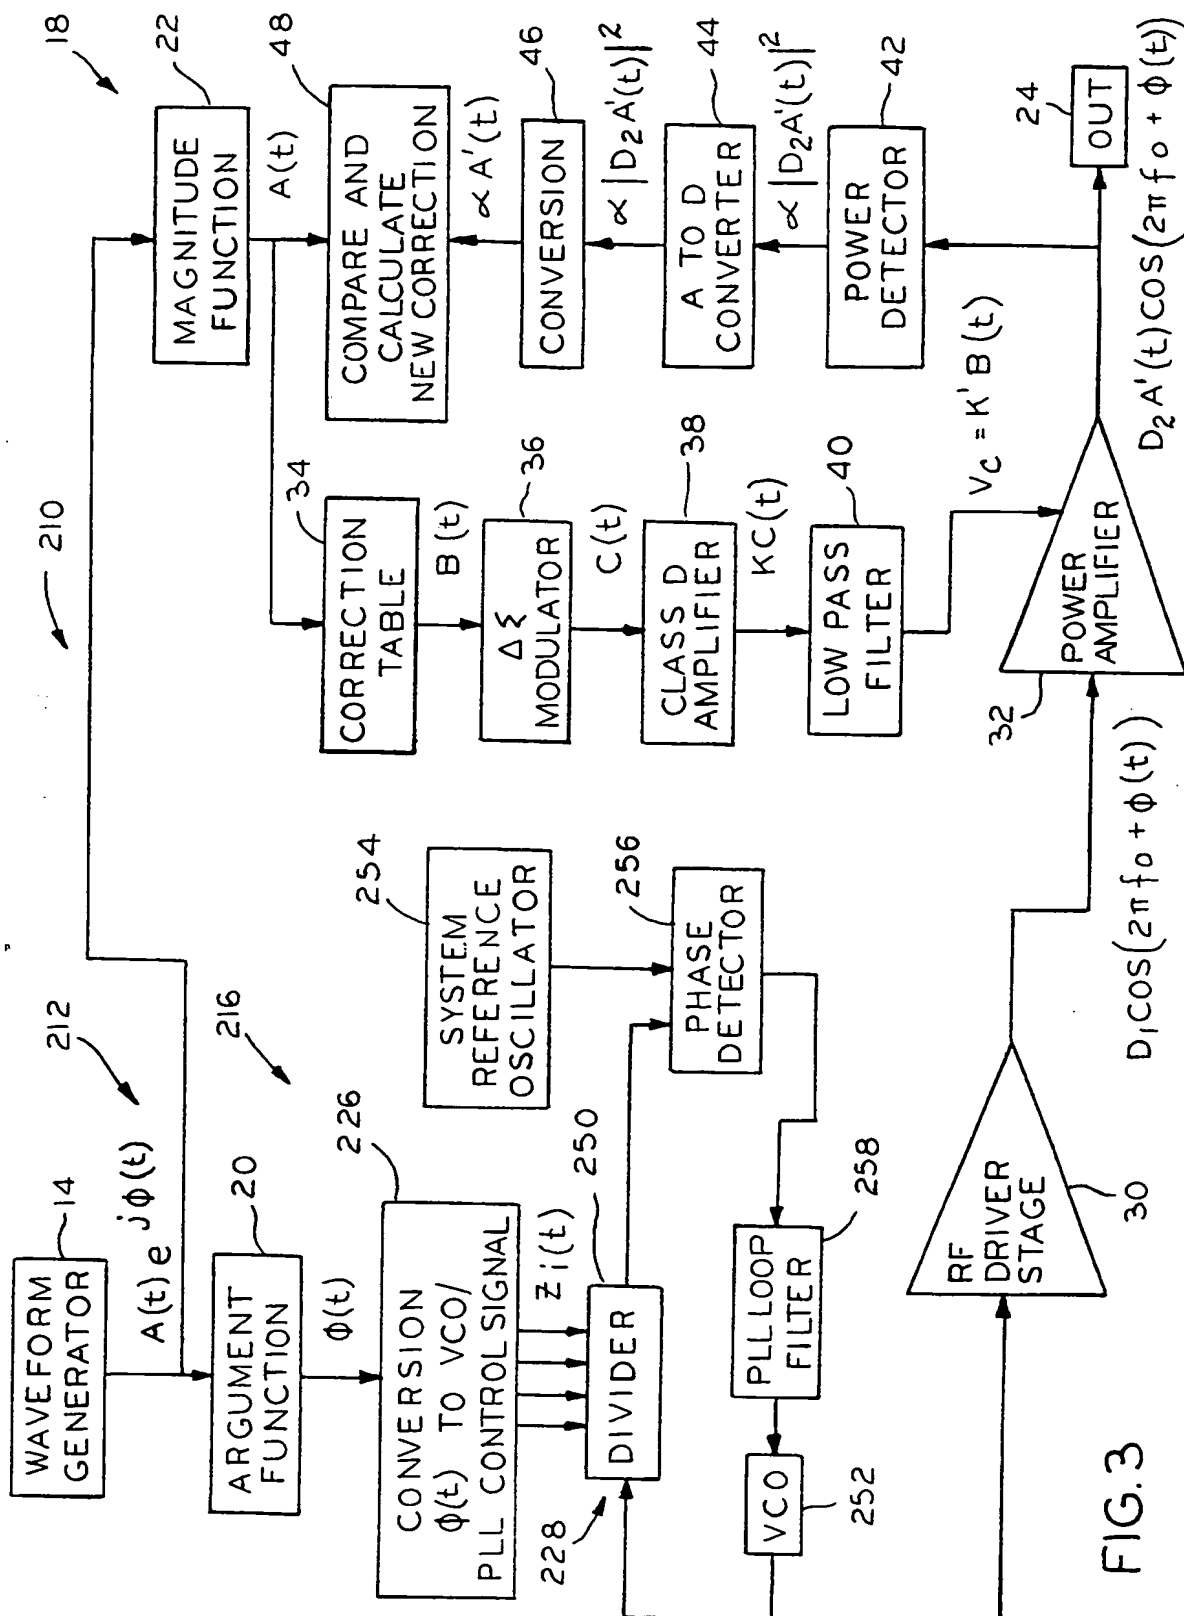 210
212
WAVEFORM
GENERATOR
14
A(t)e jϕ(t)
ARGUMENT
FUNCTION
20
ϕ(t)
216
CONVERSION
ϕ(t) TO VCO/
PLL CONTROL SIGNAL
226
Zi(t)
DIVIDER
250
228
SYSTEM
REFERENCE
OSCILLATOR
254
PHASE
DETECTOR
256
PLL LOOP
FILTER
258
VCO
252
RF
DRIVER
STAGE
30
D1COS(2πfo + ϕ(t))
18
MAGNITUDE
FUNCTION
22
A(t)
CORRECTION
TABLE
34
B(t)
ΔΣ
MODULATOR
36
C(t)
CLASS D
AMPLIFIER
38
KC(t)
LOW PASS
FILTER
40
VC = K'B(t)
COMPARE AND
CALCULATE
NEW CORRECTION
48
∝A'(t)
CONVERSION
46
∝|D2A'(t)|²
A TO D
CONVERTER
44
∝|D2A'(t)|²
POWER
DETECTOR
42
POWER
AMPLIFIER
32
OUT
24
D2A'(t)COS(2πfo + ϕ(t))
FIG.3